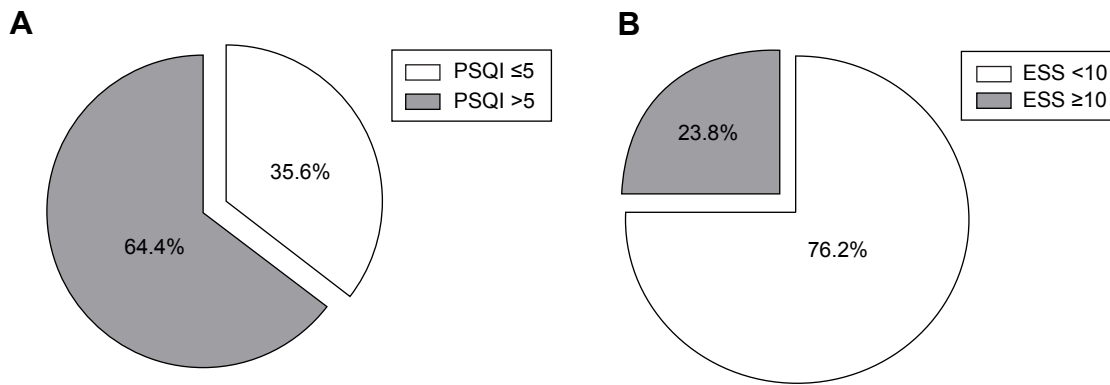 A
PSQI ≤5
PSQI >5
35.6%
64.4%
B
ESS <10
ESS ≥10
23.8%
76.2%